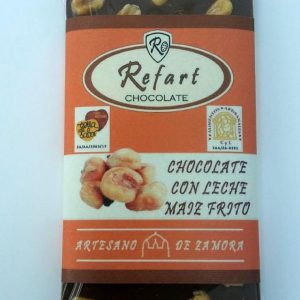 R
Refart
CHOCOLATE
CHOCOLATE
CON LECHE
MAIZ FRITO
ARTESANO DE ZAMORA